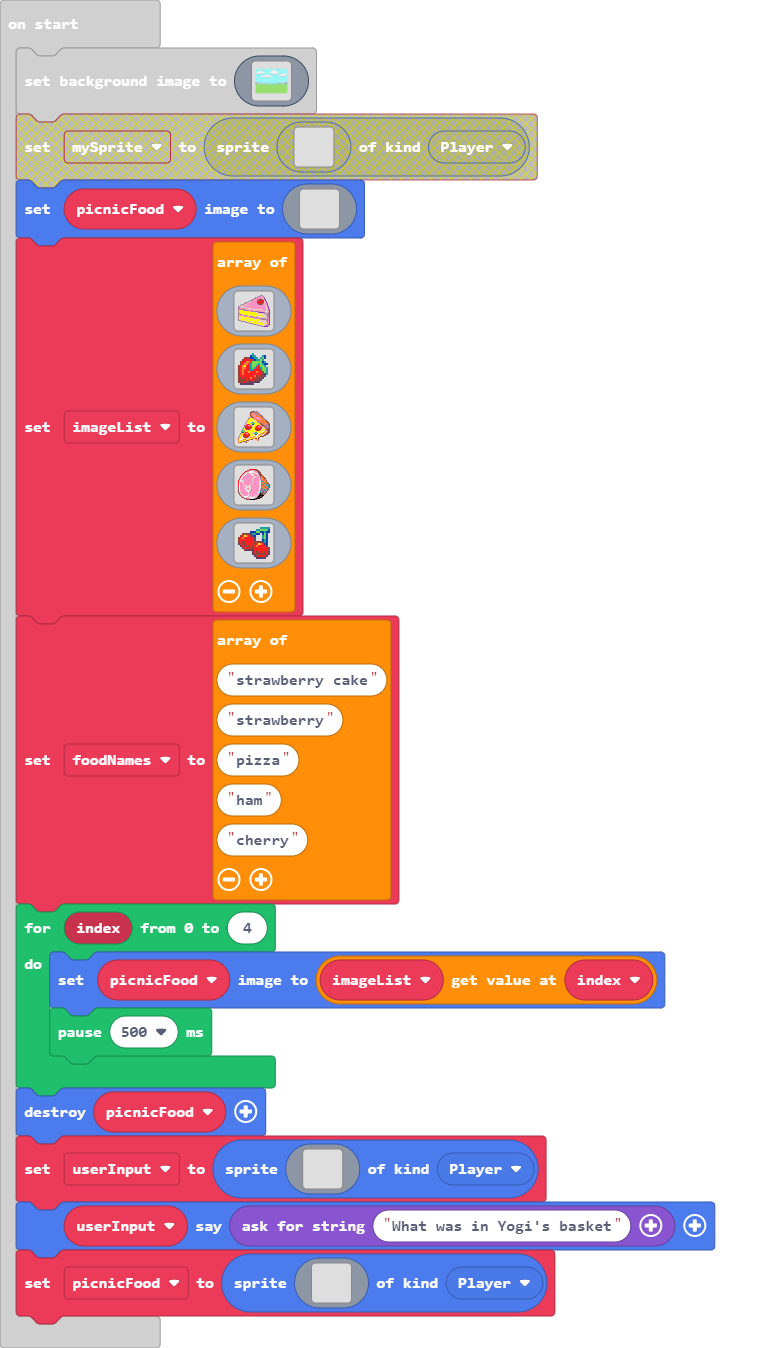 on start
set background image to
set mySprite to sprite of kind Player
set picnicFood image to
array of
set imageList to
array of
"strawberry cake"
"strawberry"
set foodNames to "pizza"
"ham"
"cherry"
for index from 0 to 4
do
set picnicFood image to imageList get value at index
pause 500 ms
destroy picnicFood
set userInput to sprite of kind Player
userInput say ask for string "What was in Yogi's basket"
set picnicFood to sprite of kind Player